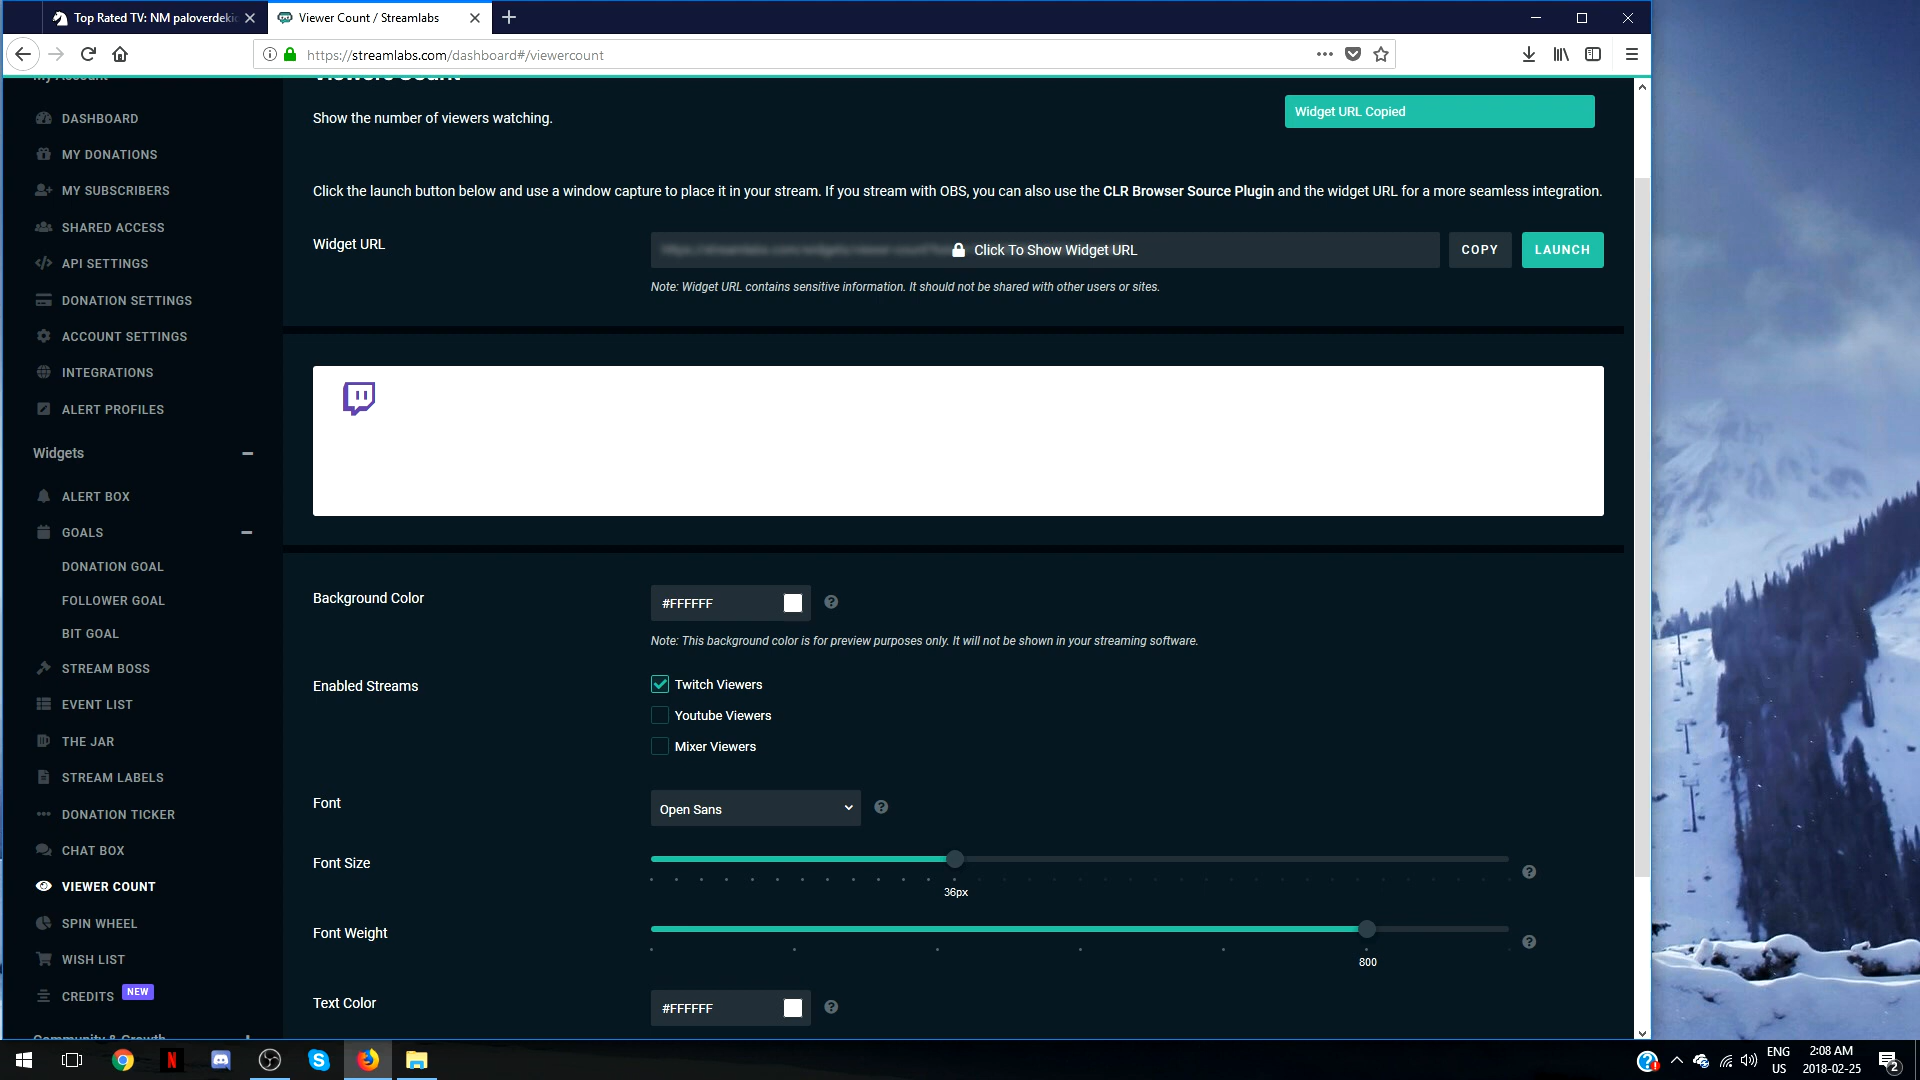 Top Rated TV: NM paloverdekic
Viewer Count / Streamlabs
https://streamlabs.com/dashboard#/viewercount
My Account
DASHBOARD
MY DONATIONS
MY SUBSCRIBERS
SHARED ACCESS
API SETTINGS
DONATION SETTINGS
ACCOUNT SETTINGS
INTEGRATIONS
ALERT PROFILES
Widgets
ALERT BOX
GOALS
DONATION GOAL
FOLLOWER GOAL
BIT GOAL
STREAM BOSS
EVENT LIST
THE JAR
STREAM LABELS
DONATION TICKER
CHAT BOX
VIEWER COUNT
SPIN WHEEL
WISH LIST
CREDITS NEW
Community & Growth
Viewers Count
Show the number of viewers watching.
Widget URL Copied
Click the launch button below and use a window capture to place it in your stream. If you stream with OBS, you can also use the CLR Browser Source Plugin and the widget URL for a more seamless integration.
Widget URL
Click To Show Widget URL
COPY
LAUNCH
Note: Widget URL contains sensitive information. It should not be shared with other users or sites.
Background Color
#FFFFFF
Note: This background color is for preview purposes only. It will not be shown in your streaming software.
Enabled Streams
Twitch Viewers
Youtube Viewers
Mixer Viewers
Font
Open Sans
Font Size
36px
Font Weight
800
Text Color
#FFFFFF
ENG
US
2:08 AM
2018-02-25
2